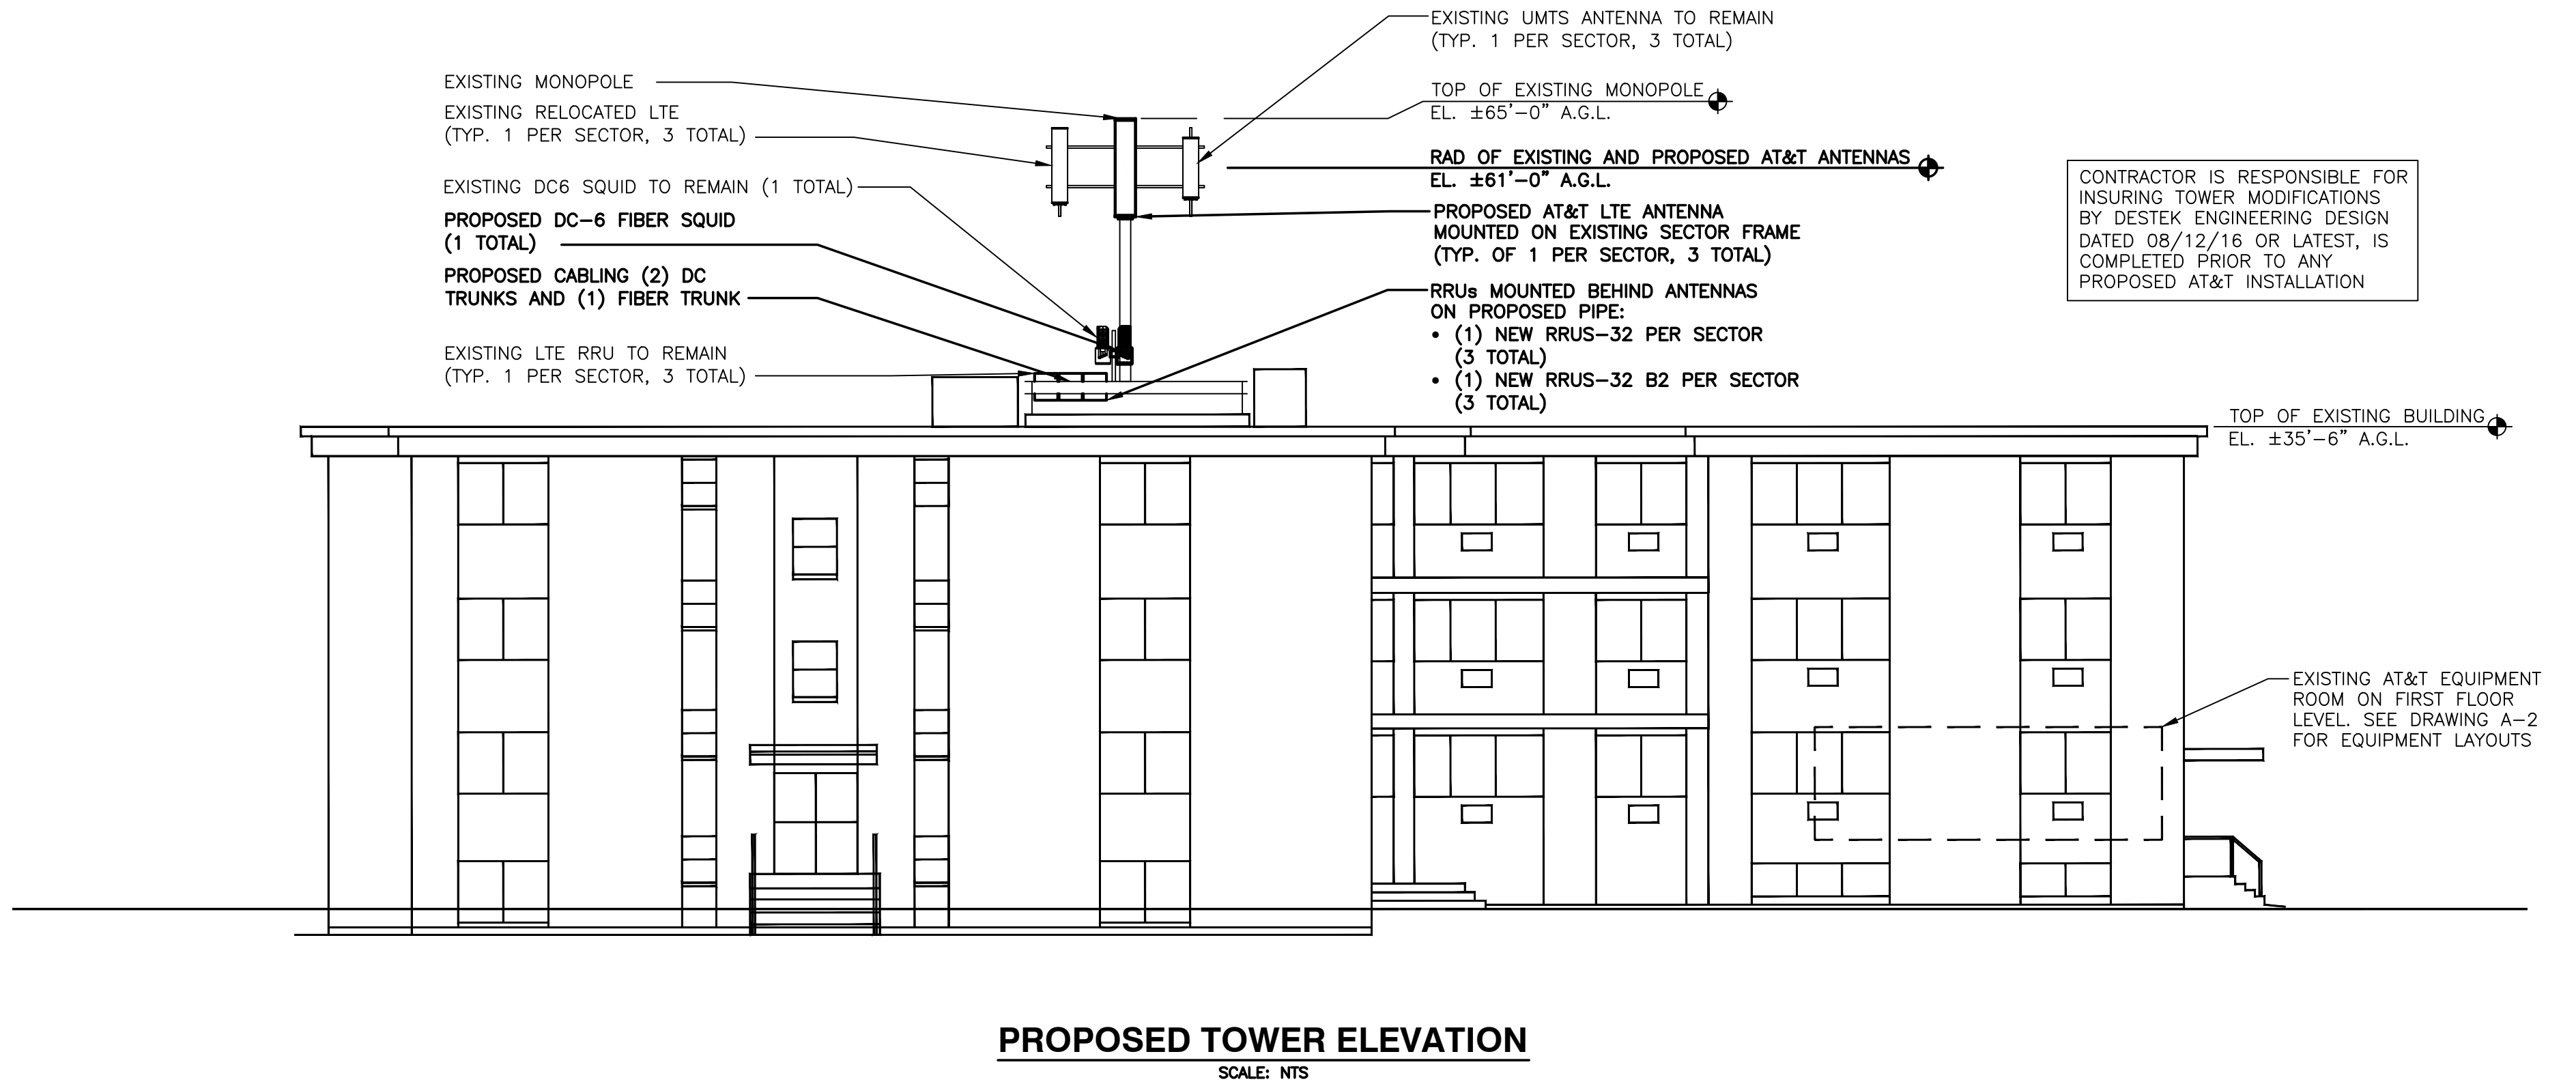 EXISTING UMTS ANTENNA TO REMAIN
(TYP. 1 PER SECTOR, 3 TOTAL)
EXISTING MONOPOLE
EXISTING RELOCATED LTE
(TYP. 1 PER SECTOR, 3 TOTAL)
EXISTING DC6 SQUID TO REMAIN (1 TOTAL)
PROPOSED DC-6 FIBER SQUID
(1 TOTAL)
PROPOSED CABLING (2) DC
TRUNKS AND (1) FIBER TRUNK
EXISTING LTE RRU TO REMAIN
(TYP. 1 PER SECTOR, 3 TOTAL)
TOP OF EXISTING MONOPOLE
EL. ±65'-0" A.G.L.
RAD OF EXISTING AND PROPOSED AT&T ANTENNAS
EL. ±61'-0" A.G.L.
PROPOSED AT&T LTE ANTENNA
MOUNTED ON EXISTING SECTOR FRAME
(TYP. OF 1 PER SECTOR, 3 TOTAL)
RRUs MOUNTED BEHIND ANTENNAS
ON PROPOSED PIPE:
• (1) NEW RRUS-32 PER SECTOR
(3 TOTAL)
• (1) NEW RRUS-32 B2 PER SECTOR
(3 TOTAL)
CONTRACTOR IS RESPONSIBLE FOR
INSURING TOWER MODIFICATIONS
BY DESTEK ENGINEERING DESIGN
DATED 08/12/16 OR LATEST, IS
COMPLETED PRIOR TO ANY
PROPOSED AT&T INSTALLATION
TOP OF EXISTING BUILDING
EL. ±35'-6" A.G.L.
EXISTING AT&T EQUIPMENT
ROOM ON FIRST FLOOR
LEVEL. SEE DRAWING A-2
FOR EQUIPMENT LAYOUTS
PROPOSED TOWER ELEVATION
SCALE: NTS